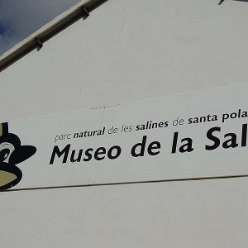 parc natural de les salines de santa pola
Museo de la Sal